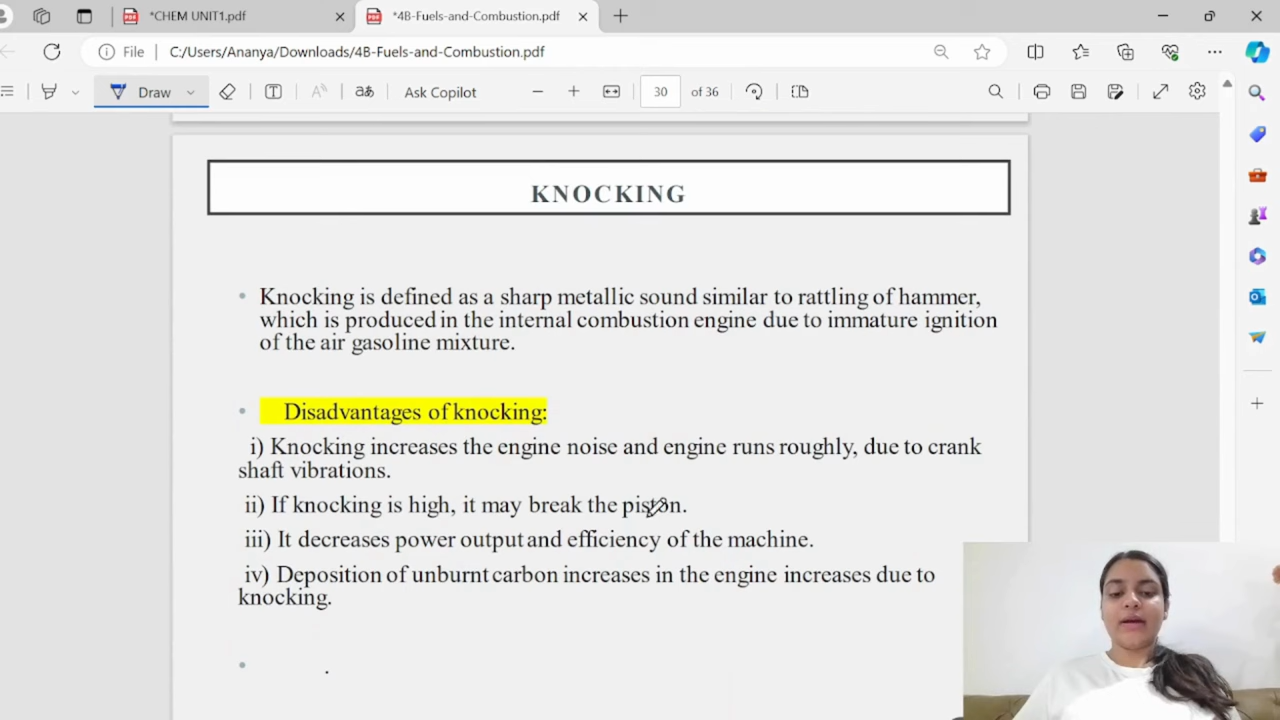 *CHEM UNIT1.pdf
*4B-Fuels-and-Combustion.pdf
File
C:/Users/Ananya/Downloads/4B-Fuels-and-Combustion.pdf
Draw
Ask Copilot
30
of 36
KNOCKING
• Knocking is defined as a sharp metallic sound similar to rattling of hammer,
which is produced in the internal combustion engine due to immature ignition
of the air gasoline mixture.
• Disadvantages of knocking:
i) Knocking increases the engine noise and engine runs roughly, due to crank
shaft vibrations.
ii) If knocking is high, it may break the piston.
iii) It decreases power output and efficiency of the machine.
iv) Deposition of unburnt carbon increases in the engine increases due to
knocking.
• .